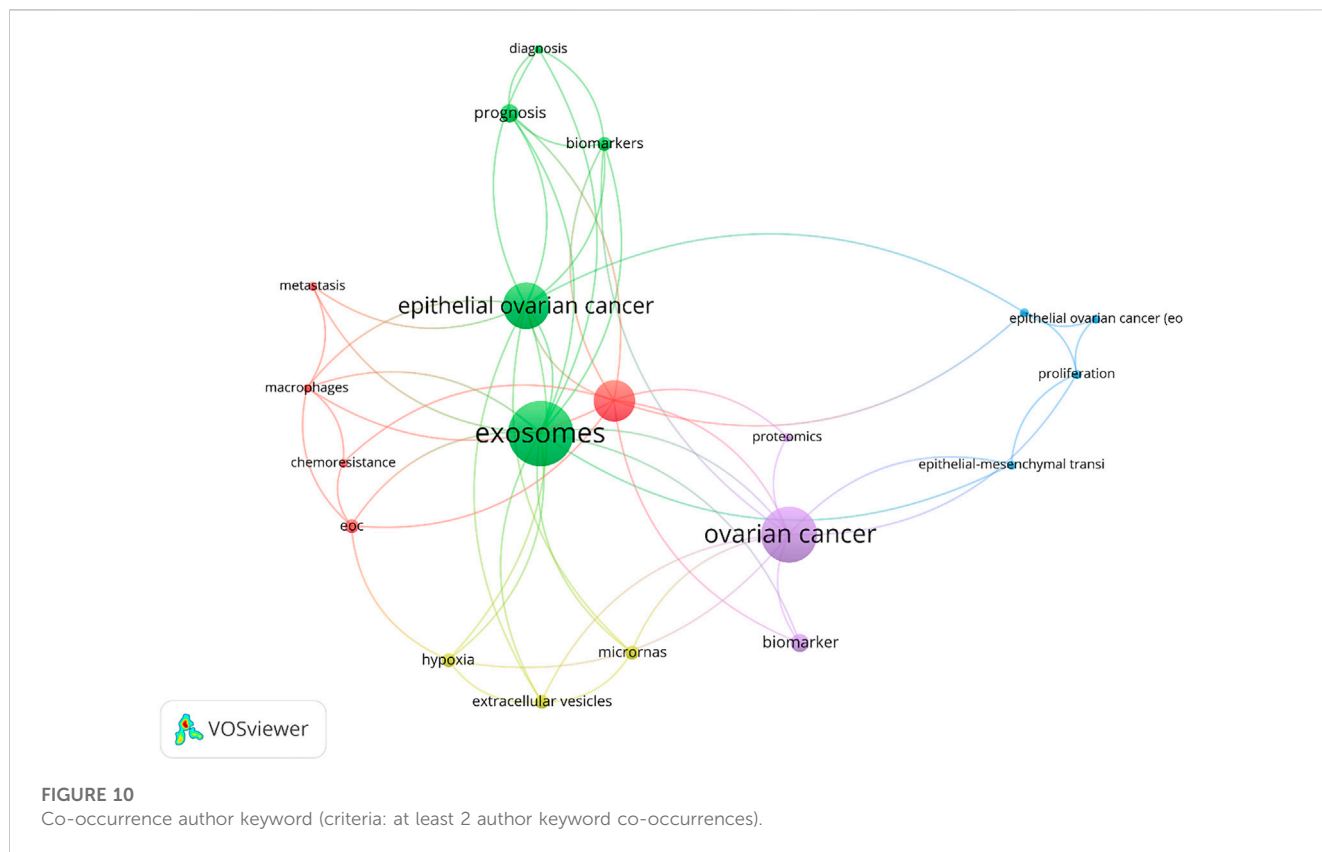 diagnosis
prognosis
biomarkers
metastasis
epithelial ovarian cancer
epithelial ovarian cancer (eo
proliferation
macrophages
exosomes
proteomics
chemoresistance
epithelial-mesenchymal transi
eoc
ovarian cancer
biomarker
micrornas
hypoxia
extracellular vesicles
VOSviewer
FIGURE 10
Co-occurrence author keyword (criteria: at least 2 author keyword co-occurrences).